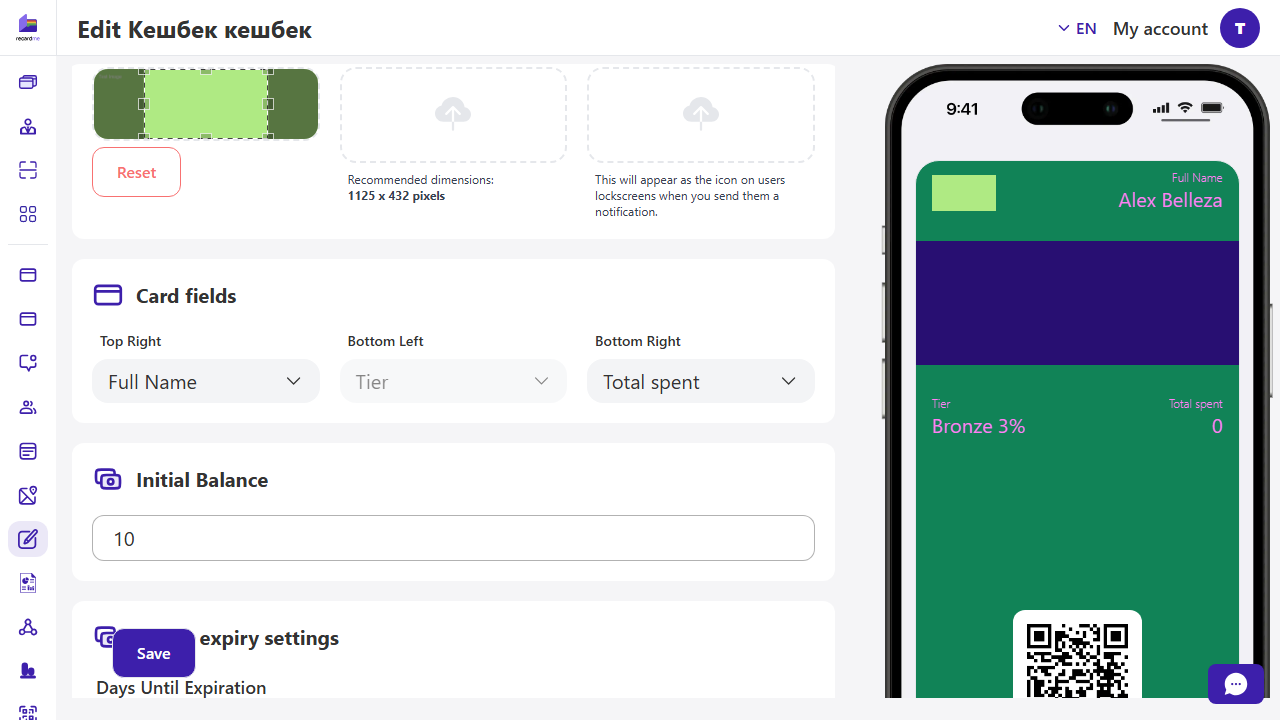 recardme
Edit Кешбек кешбек
EN
My account
T
Reset
Recommended dimensions:
1125 x 432 pixels
This will appear as the icon on users
lockscreens when you send them a
notification.
Card fields
Top Right
Bottom Left
Bottom Right
Full Name
Tier
Total spent
Initial Balance
10
expiry settings
Save
Days Until Expiration
9:41
Full Name
Alex Belleza
Tier
Total spent
Bronze 3%
0